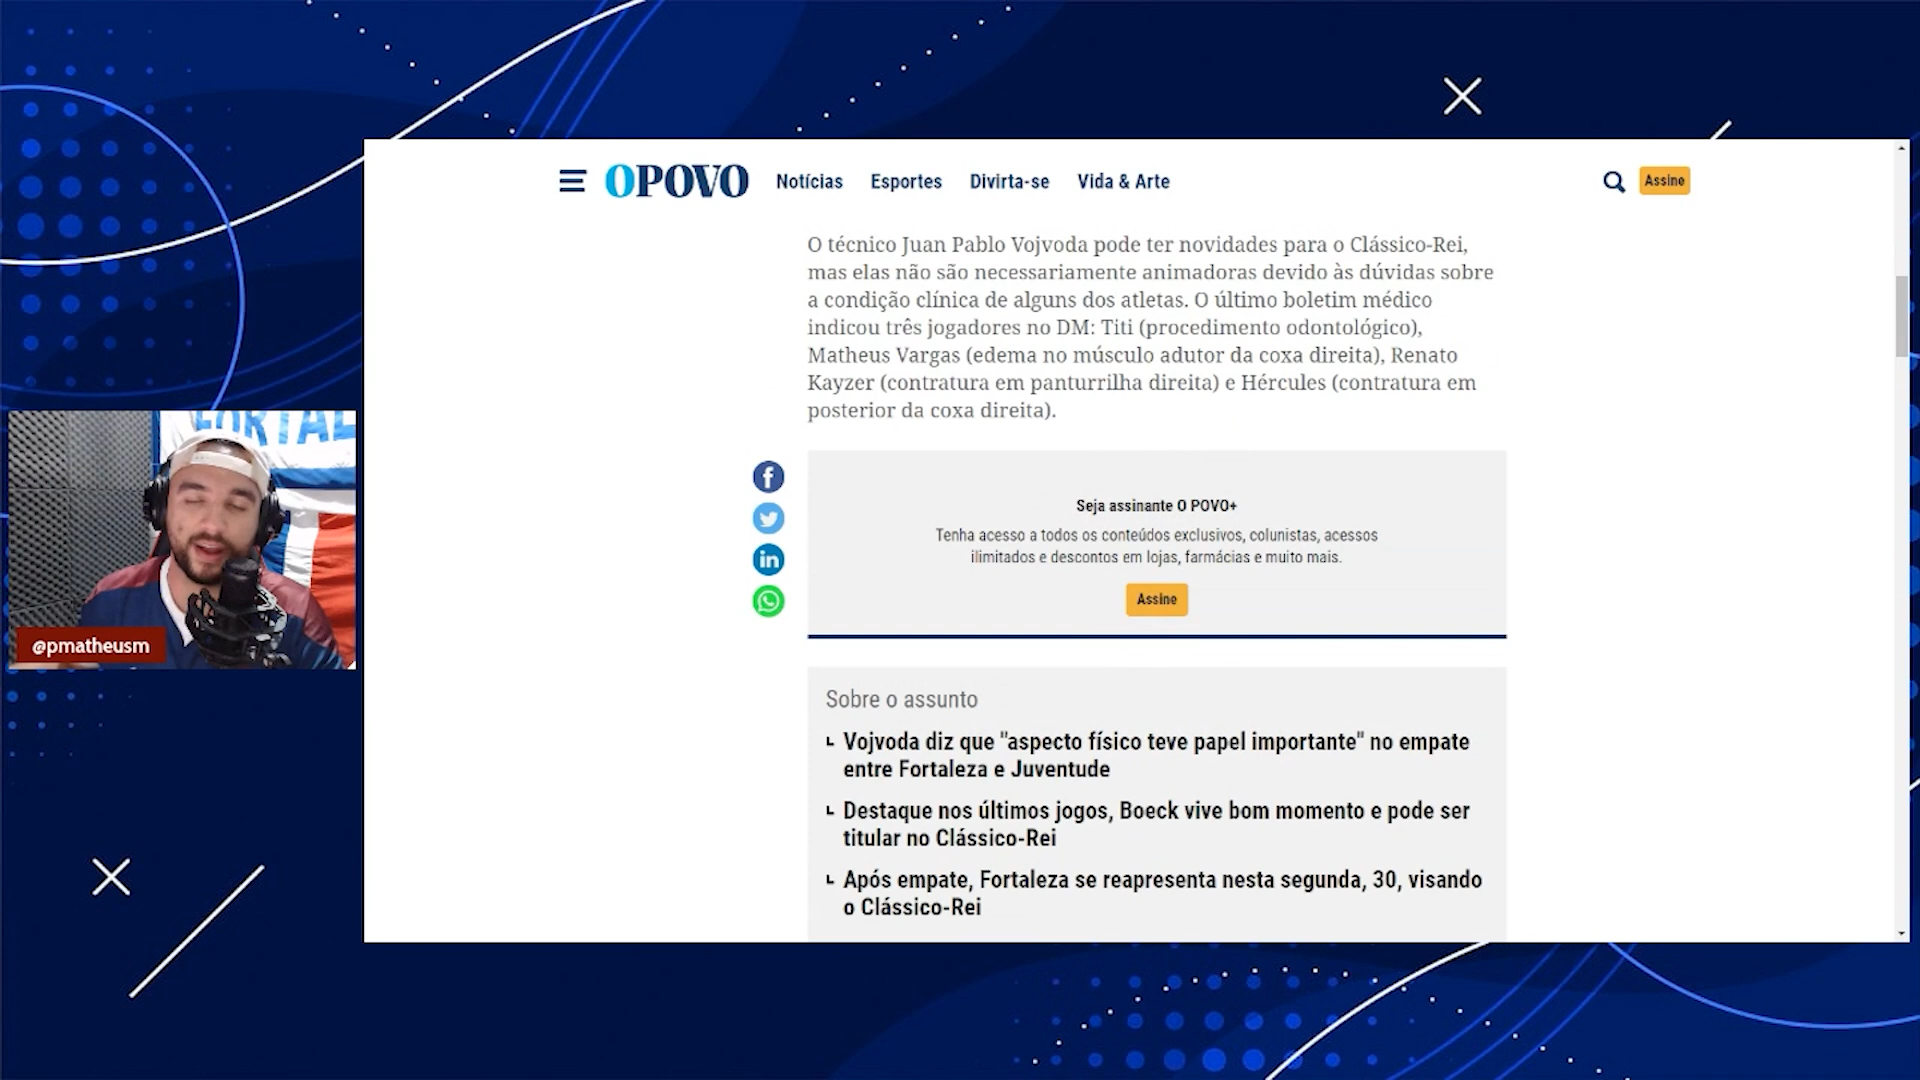 OPOVO
Notícias
Esportes
Divirta-se
Vida & Arte
Assine
O técnico Juan Pablo Vojvoda pode ter novidades para o Clássico-Rei,
mas elas não são necessariamente animadoras devido às dúvidas sobre
a condição clínica de alguns dos atletas. O último boletim médico
indicou três jogadores no DM: Titi (procedimento odontológico),
Matheus Vargas (edema no músculo adutor da coxa direita), Renato
Kayzer (contratura em panturrilha direita) e Hércules (contratura em
posterior da coxa direita).
FORTAL
@pmatheusm
Seja assinante O POVO+
Tenha acesso a todos os conteúdos exclusivos, colunistas, acessos
ilimitados e descontos em lojas, farmácias e muito mais.
Assine
Sobre o assunto
Vojvoda diz que "aspecto físico teve papel importante" no empate
entre Fortaleza e Juventude
Destaque nos últimos jogos, Boeck vive bom momento e pode ser
titular no Clássico-Rei
Após empate, Fortaleza se reapresenta nesta segunda, 30, visando
o Clássico-Rei